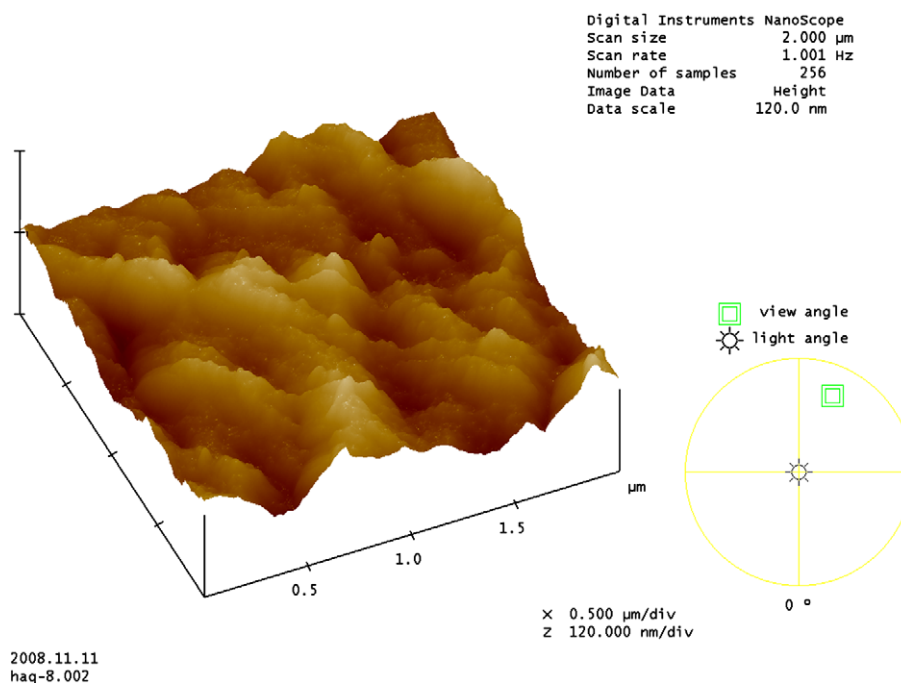 Digital Instruments NanoScope
Scan size 2.000 µm
Scan rate 1.001 Hz
Number of samples 256
Image Data Height
Data scale 120.0 nm
view angle
light angle
µm
1.5
1.0
0.5
0 º
X 0.500 µm/div
Z 120.000 nm/div
2008.11.11
haq-8.002